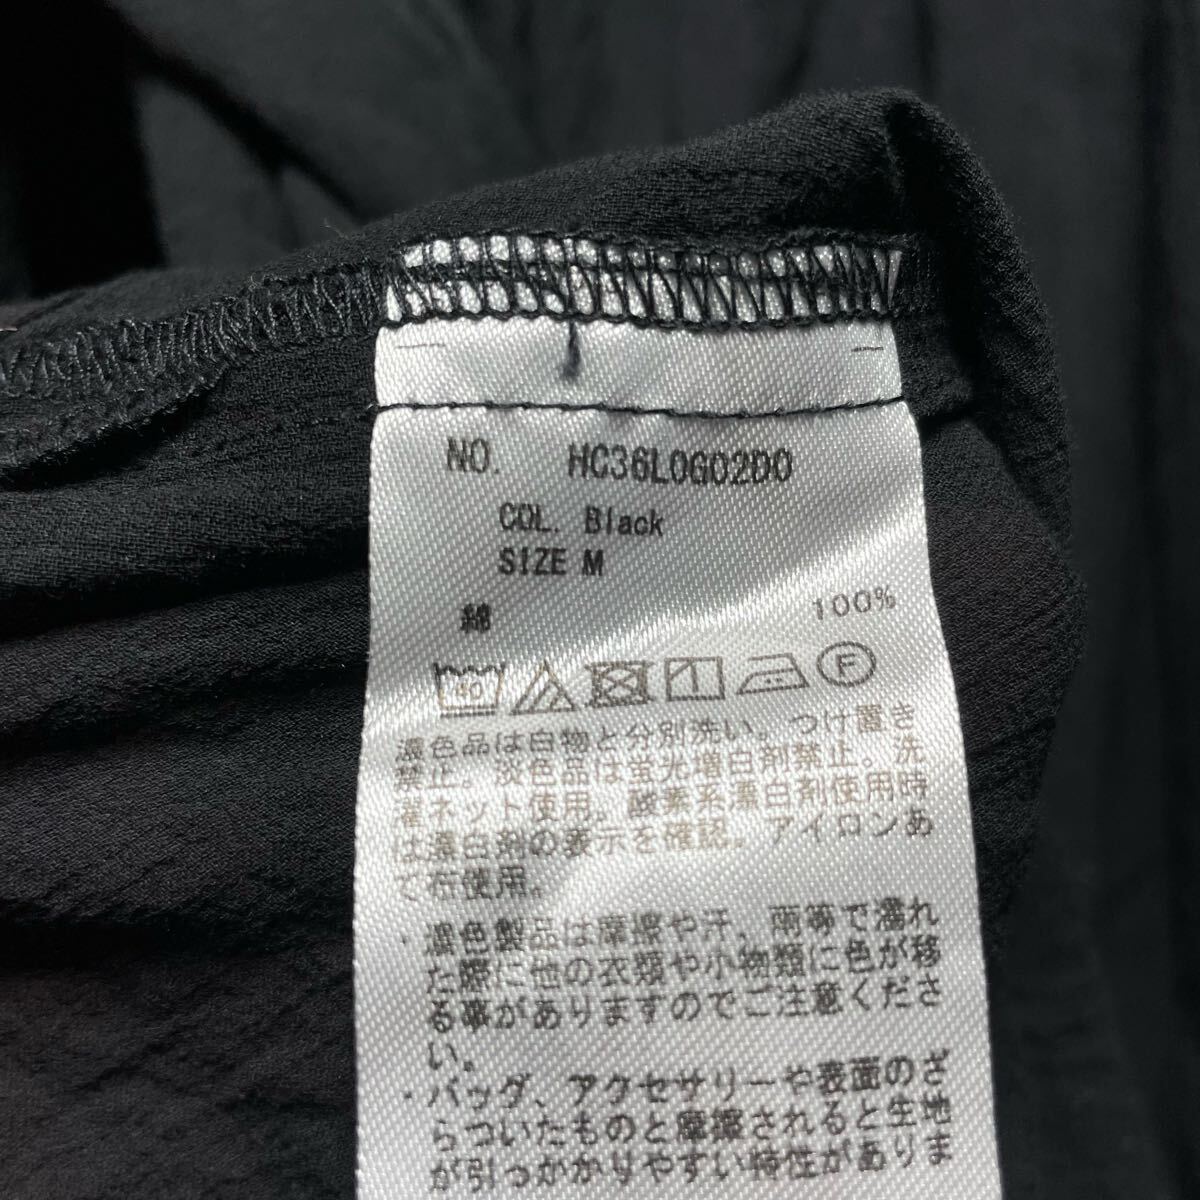 NO. HC36L0G02D0
COL. Black
SIZE M
綿 100%
40 F
濃色品は白物と分別洗い。つけ置き
禁止。淡色品は蛍光増白剤禁止。洗
濯ネット使用。酸素系漂白剤使用時
は漂白剤の表示を確認。アイロンあ
て布使用。
・濃色製品は摩擦や汗、雨等で濡れ
た際に他の衣類や小物類に色が移
る事がありますのでご注意くださ
い。
・バッグ、アクセサリーや表面のざ
らついたものと摩擦されると生地
が引っかかりやすい特性がありま